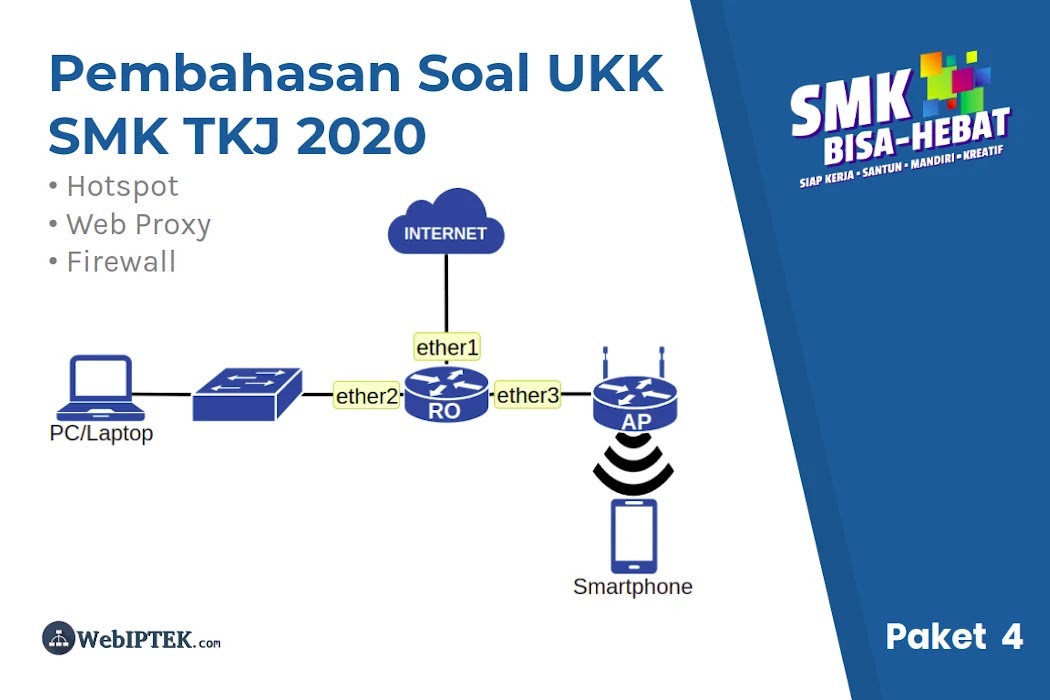 Pembahasan Soal UKK
SMK TKJ 2020
• Hotspot
• Web Proxy
• Firewall
SMK
BISA-HEBAT
SIAP KERJA • SANTUN • MANDIRI • KREATIF
INTERNET
ether1
ether2
RO
ether3
AP
PC/Laptop
Smartphone
WebIPTEK.com
Paket 4